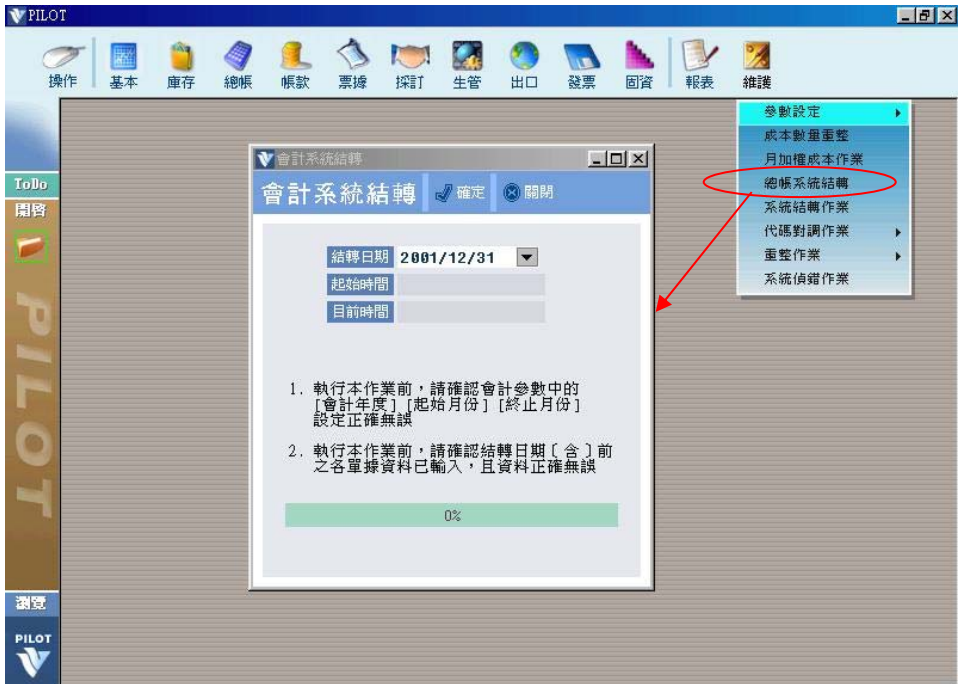 PILOT
操作 基本 庫存 總帳 帳款 票據 採訂 生管 出口 發票 固資 報表 維護
ToDo
開啓
PILOT
瀏覽
PILOT
參數設定
成本數量重整
月加權成本作業
總帳系統結轉
系統結轉作業
代碼對調作業
重整作業
系統偵錯作業
會計系統結轉
會計系統結轉 確定 關閉
結轉日期 2001/12/31
起始時間
目前時間
1. 執行本作業前，請確認會計參數中的
[會計年度] [起始月份] [終止月份]
設定正確無誤
2. 執行本作業前，請確認結轉日期〔含〕前
之各單據資料已輸入，且資料正確無誤
0%